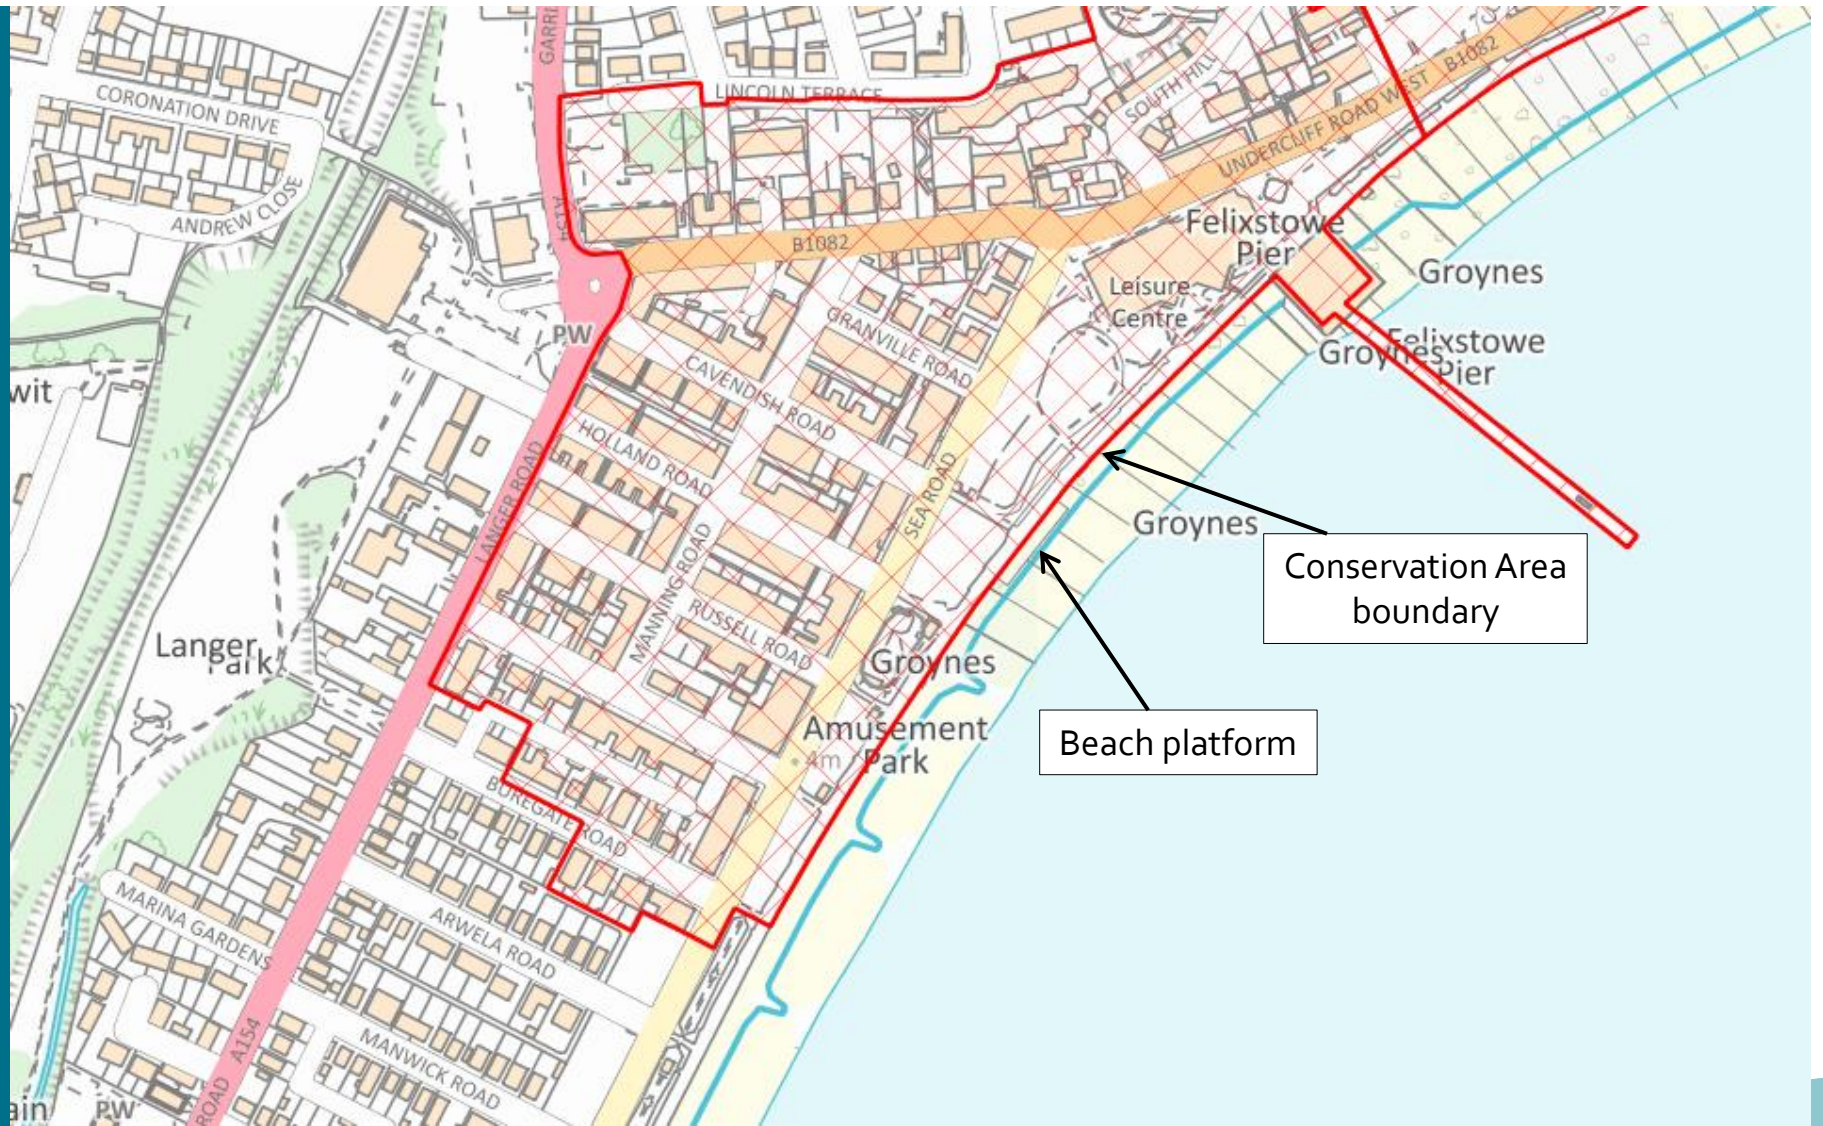 GARRI
CORONATION DRIVE
LINCOLN TERRACE
SOUTH HILL
B1082
UNDERCLIFF ROAD WEST
ANDREW CLOSE
A154
B1082
Felixstowe
Pier
Groynes
Leisure
Centre
PW
GRANVILLE ROAD
Felixstowe
Pier
Groynes
CAVENDISH ROAD
wit
HOLLAND ROAD
LANGER ROAD
SEA ROAD
Groynes
Conservation Area
boundary
MANNING ROAD
RUSSELL ROAD
Langer
Park
Groynes
Amusement
Park
4m
Beach platform
BUREGATE ROAD
MARINA GARDENS
ARWELA ROAD
A154
MANWICK ROAD
ROAD
ain
PW